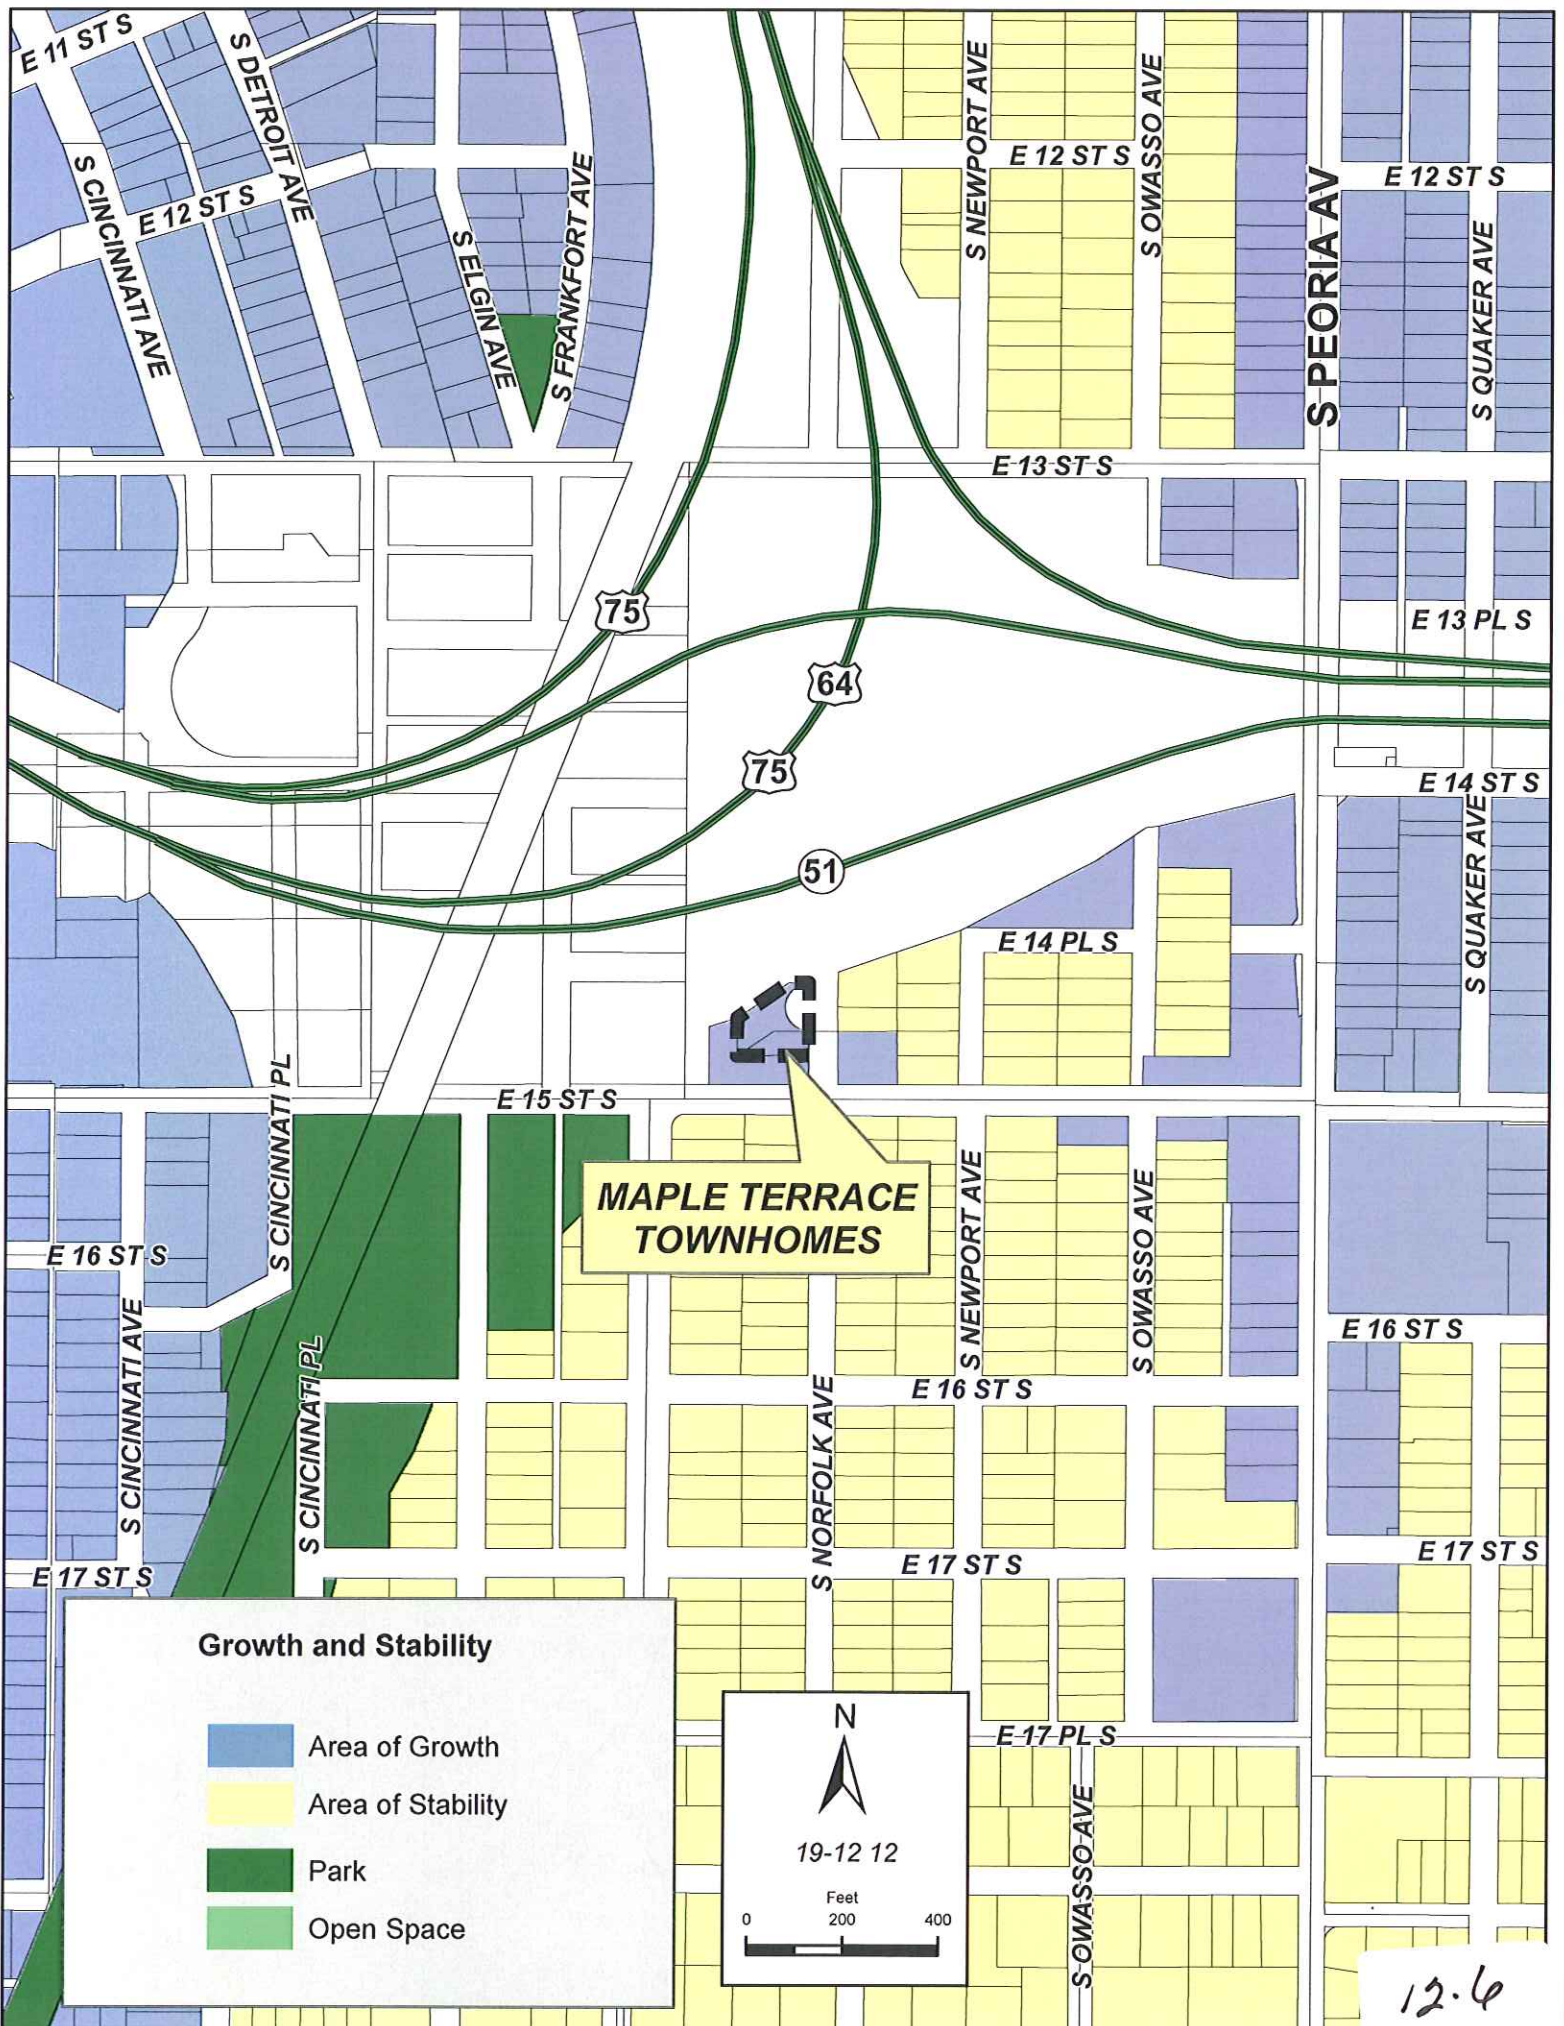 E 11 ST S
S DETROIT AVE
S CINCINNATI AVE
E 12 ST S
S ELGIN AVE
S FRANKFORT AVE
S NEWPORT AVE
S OWASSO AVE
E 12 ST S
S PEORIA AV
E 12 ST S
S QUAKER AVE
E 13 ST S
75
E 13 PL S
64
75
E 14 ST S
51
S QUAKER AVE
E 14 PL S
S CINCINNATI PL
E 15 ST S
MAPLE TERRACE
TOWNHOMES
S NEWPORT AVE
S OWASSO AVE
E 16 ST S
S CINCINNATI AVE
S CINCINNATI PL
E 16 ST S
E 16 ST S
S NORFOLK AVE
E 17 ST S
E 17 ST S
E 17 ST S
Growth and Stability
Area of Growth
Area of Stability
Park
Open Space
N
19-12 12
Feet
0 200 400
E 17 PL S
S OWASSO AVE
12.6